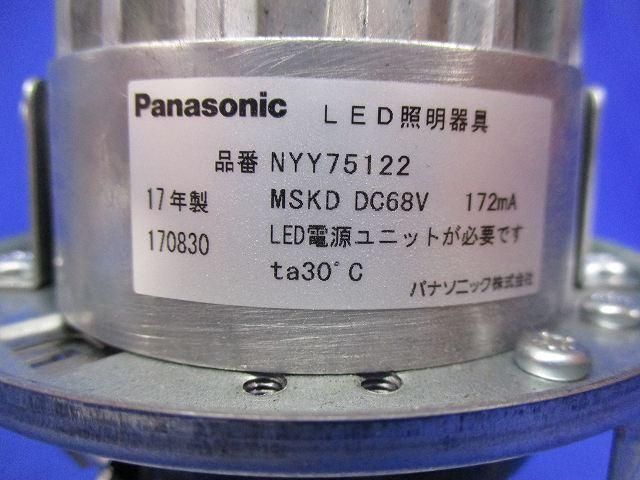 Panasonic LED照明器具
品番 NYY75122
17年製 MSKD DC68V 172mA
170830 LED電源ユニットが必要です
ta30°C パナソニック株式会社